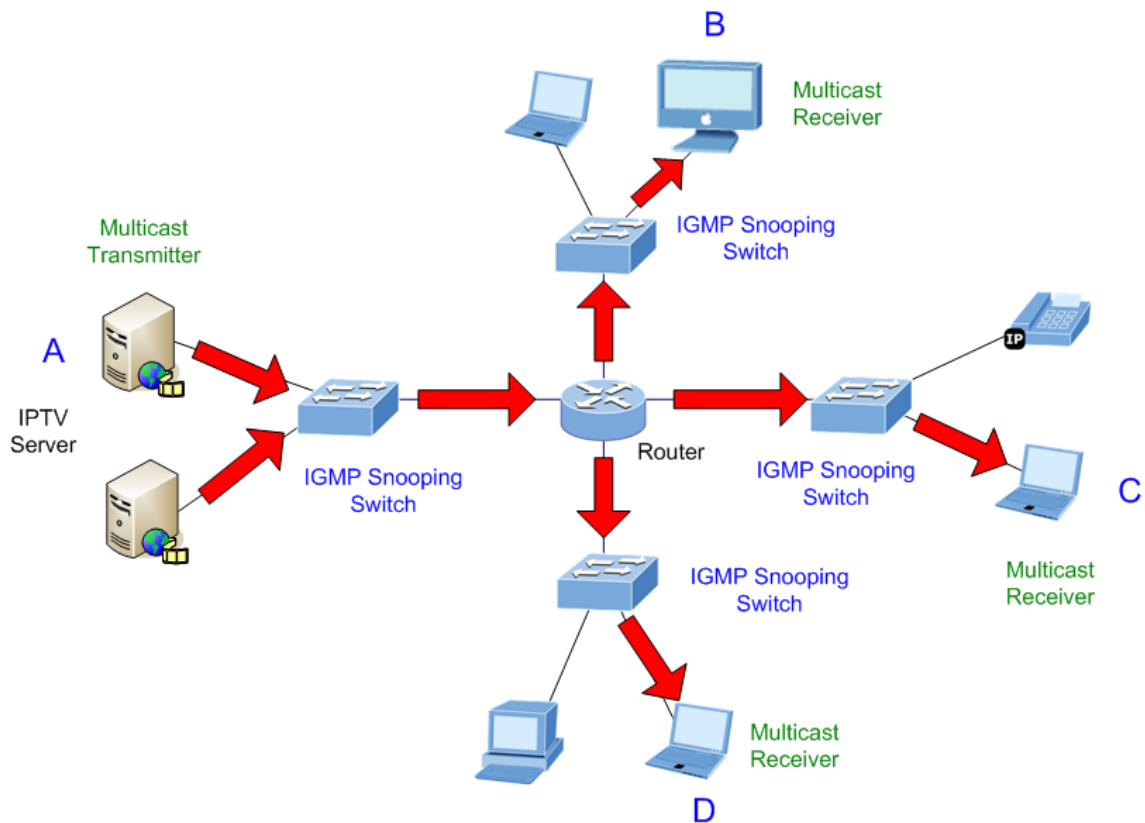 B
Multicast
Receiver
IGMP Snooping
Switch
Multicast
Transmitter
A
IPTV
Server
IGMP Snooping
Switch
Router
IP
IGMP Snooping
Switch
C
Multicast
Receiver
IGMP Snooping
Switch
Multicast
Receiver
D